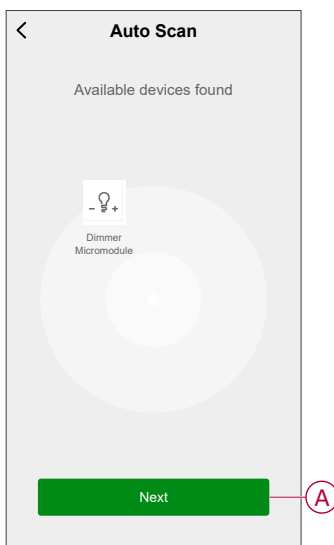 Auto Scan
Available devices found
Dimmer
Micromodule
Next
A